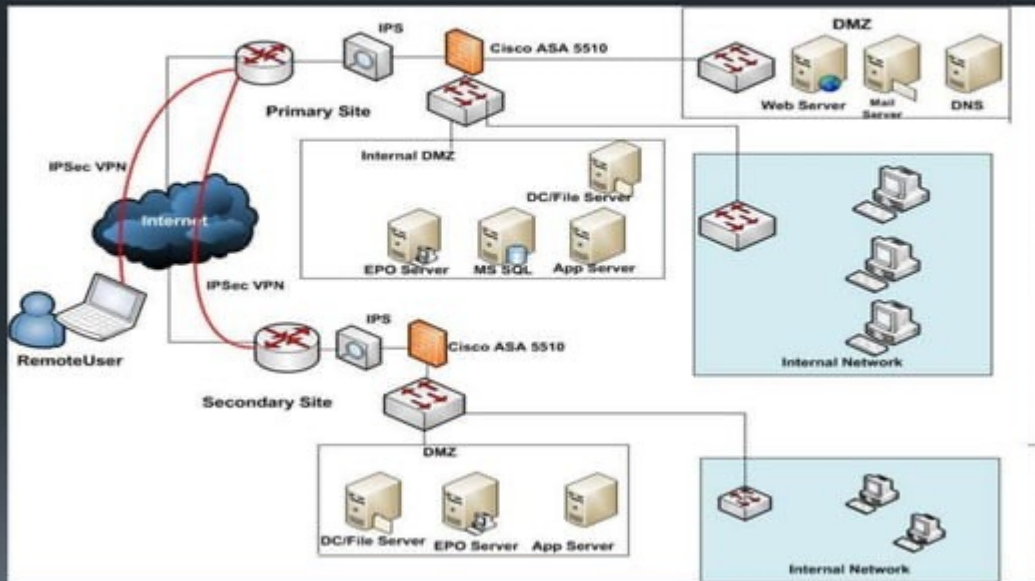 IPS
Cisco ASA 5510
DMZ
Web Server
Mail
Server
DNS
Primary Site
IPSec VPN
Internal DMZ
DC/File Server
Internet
EPO Server
MS SQL
App Server
IPSec VPN
RemoteUser
IPS
Cisco ASA 5510
Internal Network
Secondary Site
DMZ
DC/File Server
EPO Server
App Server
Internal Network